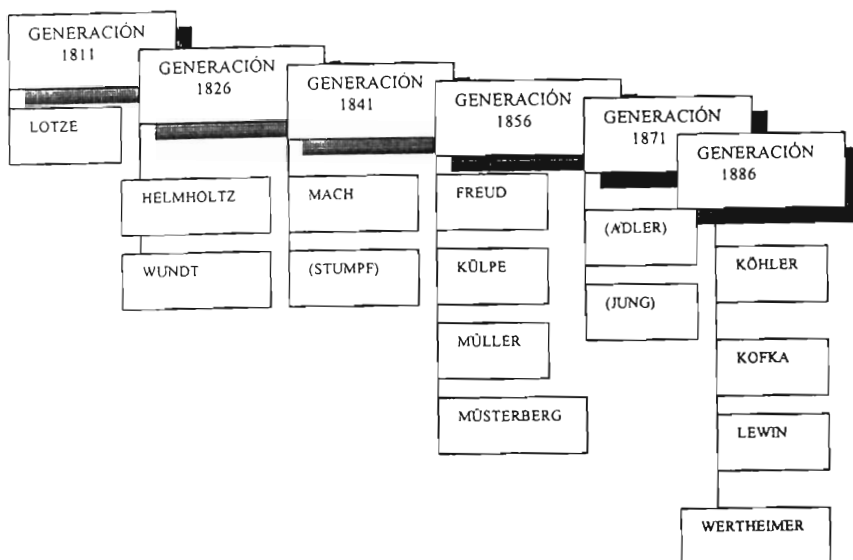 GENERACIÓN
1811
LOTZE
GENERACIÓN
1826
HELMHOLTZ
WUNDT
GENERACIÓN
1841
MACH
(STUMPF)
GENERACIÓN
1856
FREUD
KÜLPE
MÜLLER
MÜSTERBERG
GENERACIÓN
1871
(ADLER)
(JUNG)
GENERACIÓN
1886
KÖHLER
KOFKA
LEWIN
WERTHEIMER